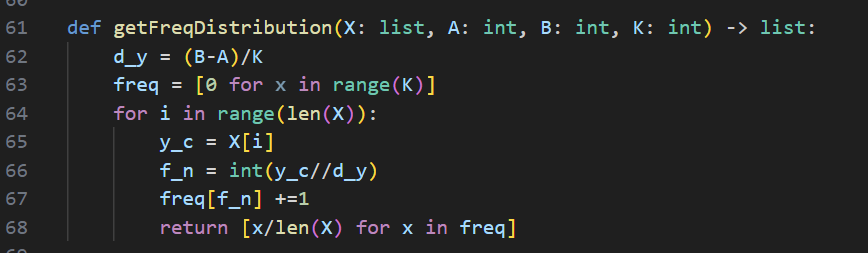 61 def getFreqDistribution(X: list, A: int, B: int, K: int) -> list:
62 d_y = (B-A)/K
63 freq = [0 for x in range(K)]
64 for i in range(len(X)):
65 y_c = X[i]
66 f_n = int(y_c//d_y)
67 freq[f_n] +=1
68 return [x/len(X) for x in freq]